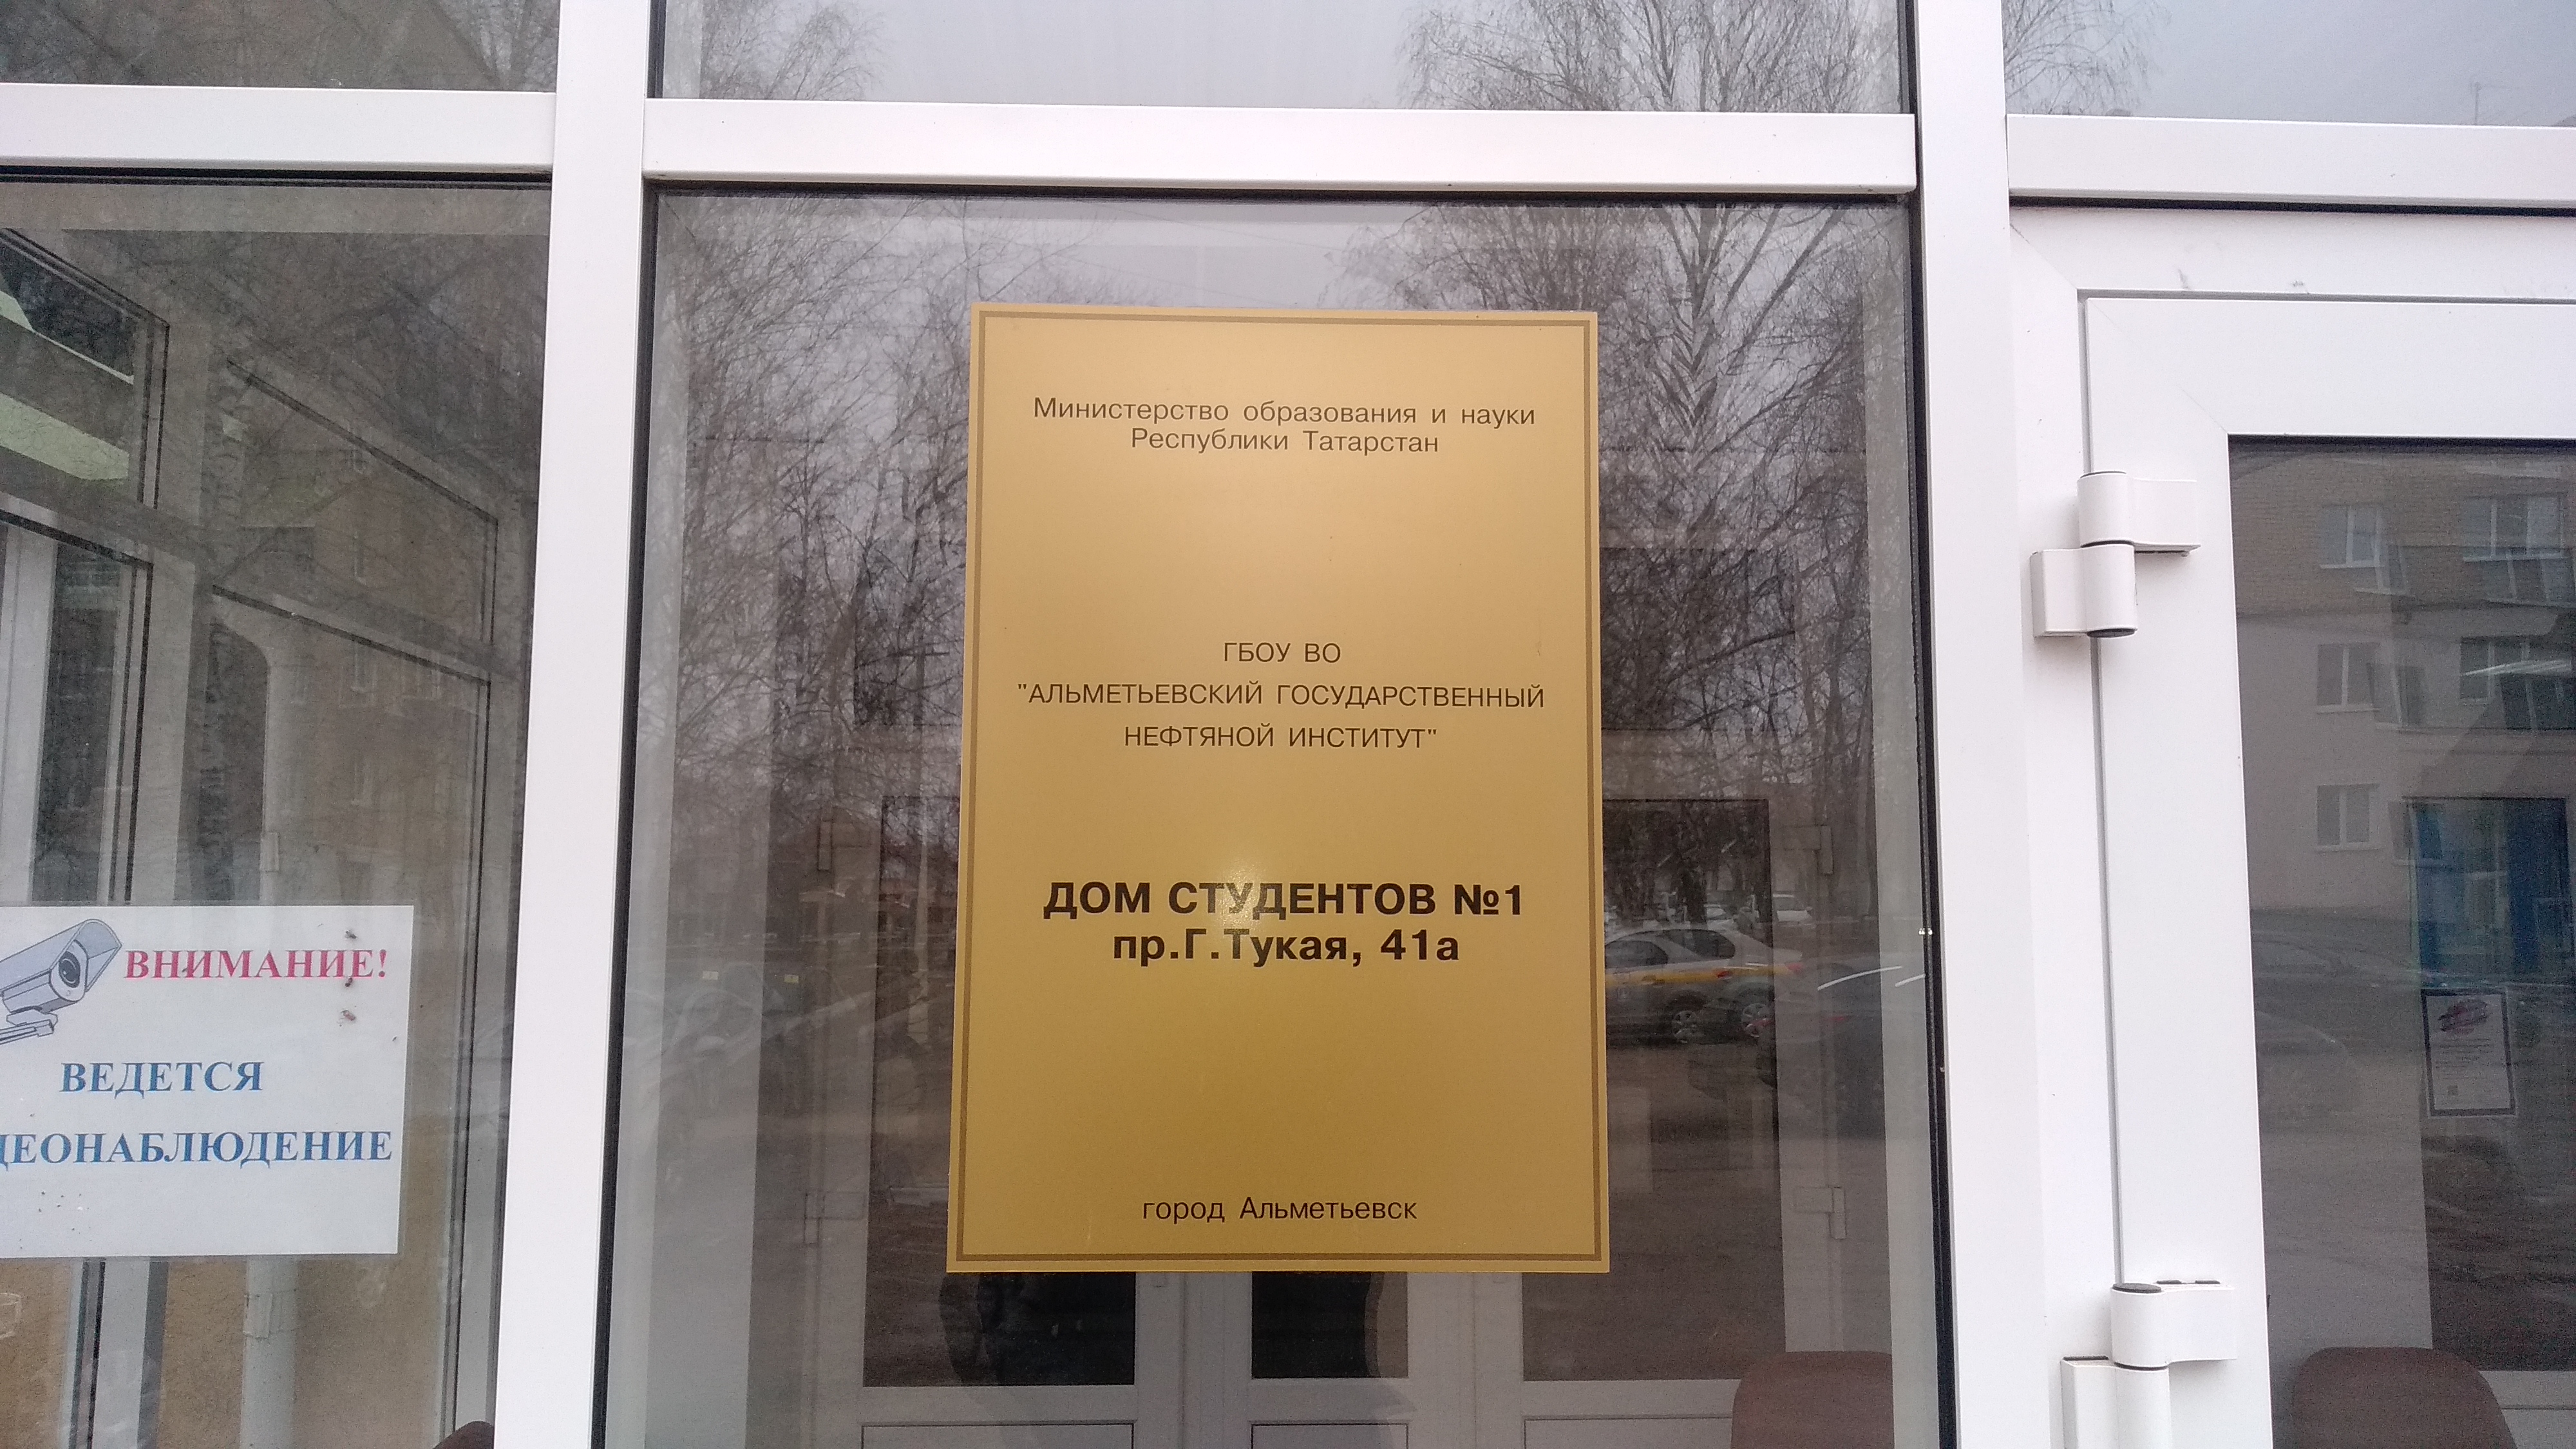 Министерство образования и науки
Республики Татарстан
ГБОУ ВО
"АЛЬМЕТЬЕВСКИЙ ГОСУДАРСТВЕННЫЙ
НЕФТЯНОЙ ИНСТИТУТ"
ДОМ СТУДЕНТОВ №1
пр.Г.Тукая, 41а
город Альметьевск
ВНИМАНИЕ!
ВЕДЕТСЯ
ДЕОНАБЛЮДЕНИЕ